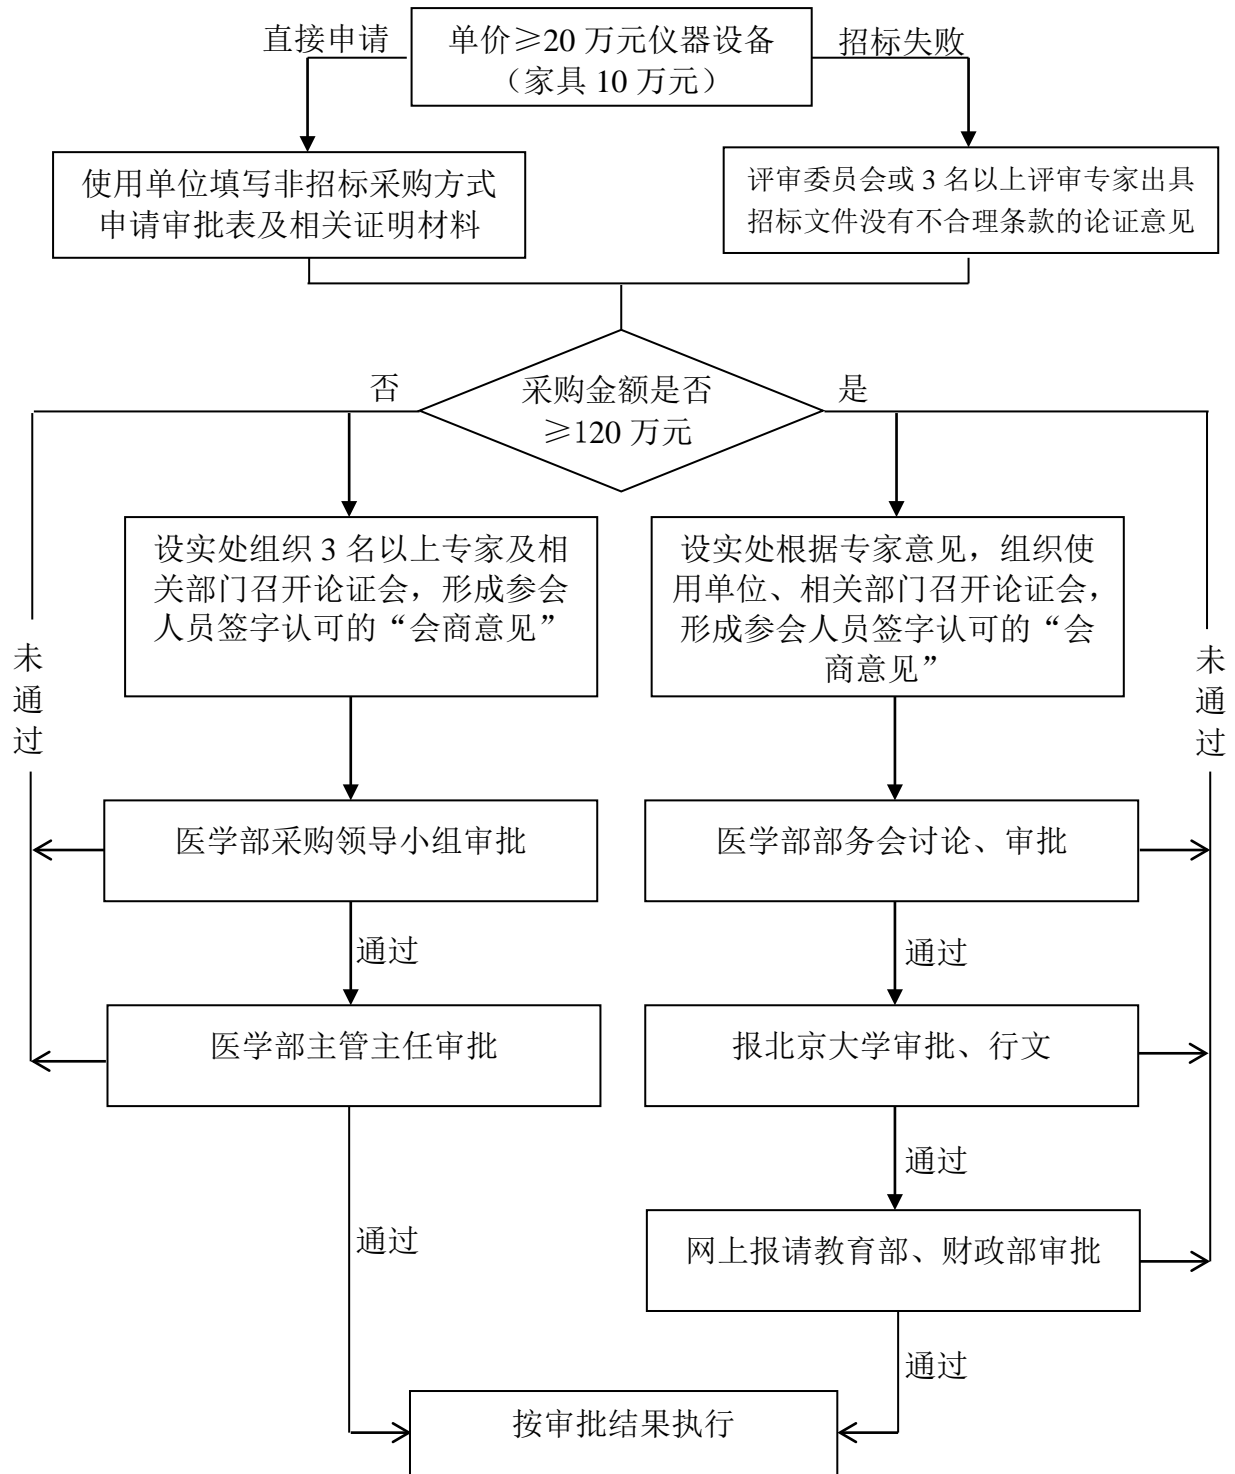 直接申请
单价≥20 万元仪器设备
（家具 10 万元）
招标失败
使用单位填写非招标采购方式
申请审批表及相关证明材料
评审委员会或 3 名以上评审专家出具
招标文件没有不合理条款的论证意见
否
采购金额是否
≥120 万元
是
设实处组织 3 名以上专家及相
关部门召开论证会，形成参会
人员签字认可的“会商意见”
设实处根据专家意见，组织使
用单位、相关部门召开论证会，
形成参会人员签字认可的“会
商意见”
未
通
过
未
通
过
医学部采购领导小组审批
医学部部务会讨论、审批
通过
通过
医学部主管主任审批
报北京大学审批、行文
通过
通过
网上报请教育部、财政部审批
通过
按审批结果执行